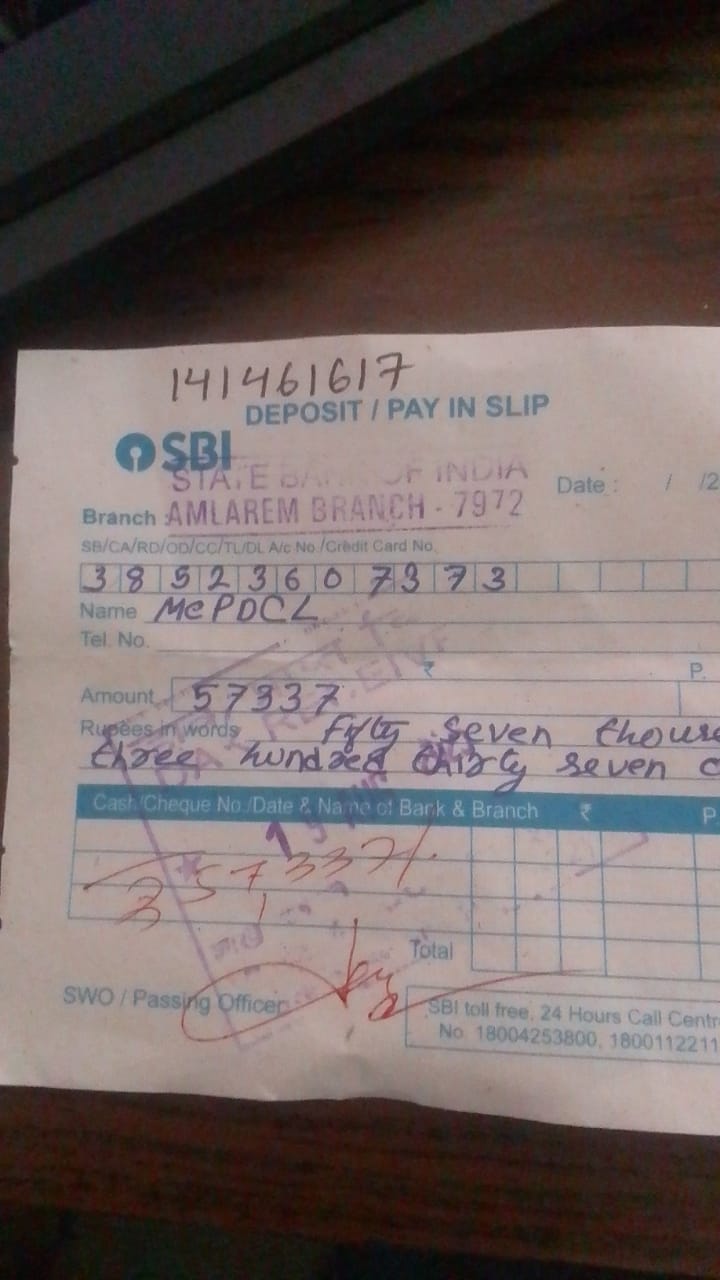 141461617
DEPOSIT / PAY IN SLIP
SBI
STATE BANK OF INDIA
Date : / /2
Branch : AMLAREM BRANCH - 7972
SB/CA/RD/OD/CC/TL/DL A/c No./Credit Card No.
38523607373
Name MePDCL
Tel. No.
₹ P.
Amount 57337
Rupees in words fifty seven thous
three hundred thirty seven o
Cash/Cheque No./Date & Name of Bank & Branch ₹ P.
57337/.
Total
SWO / Passing Officer
SBI toll free, 24 Hours Call Centr
No. 18004253800, 1800112211